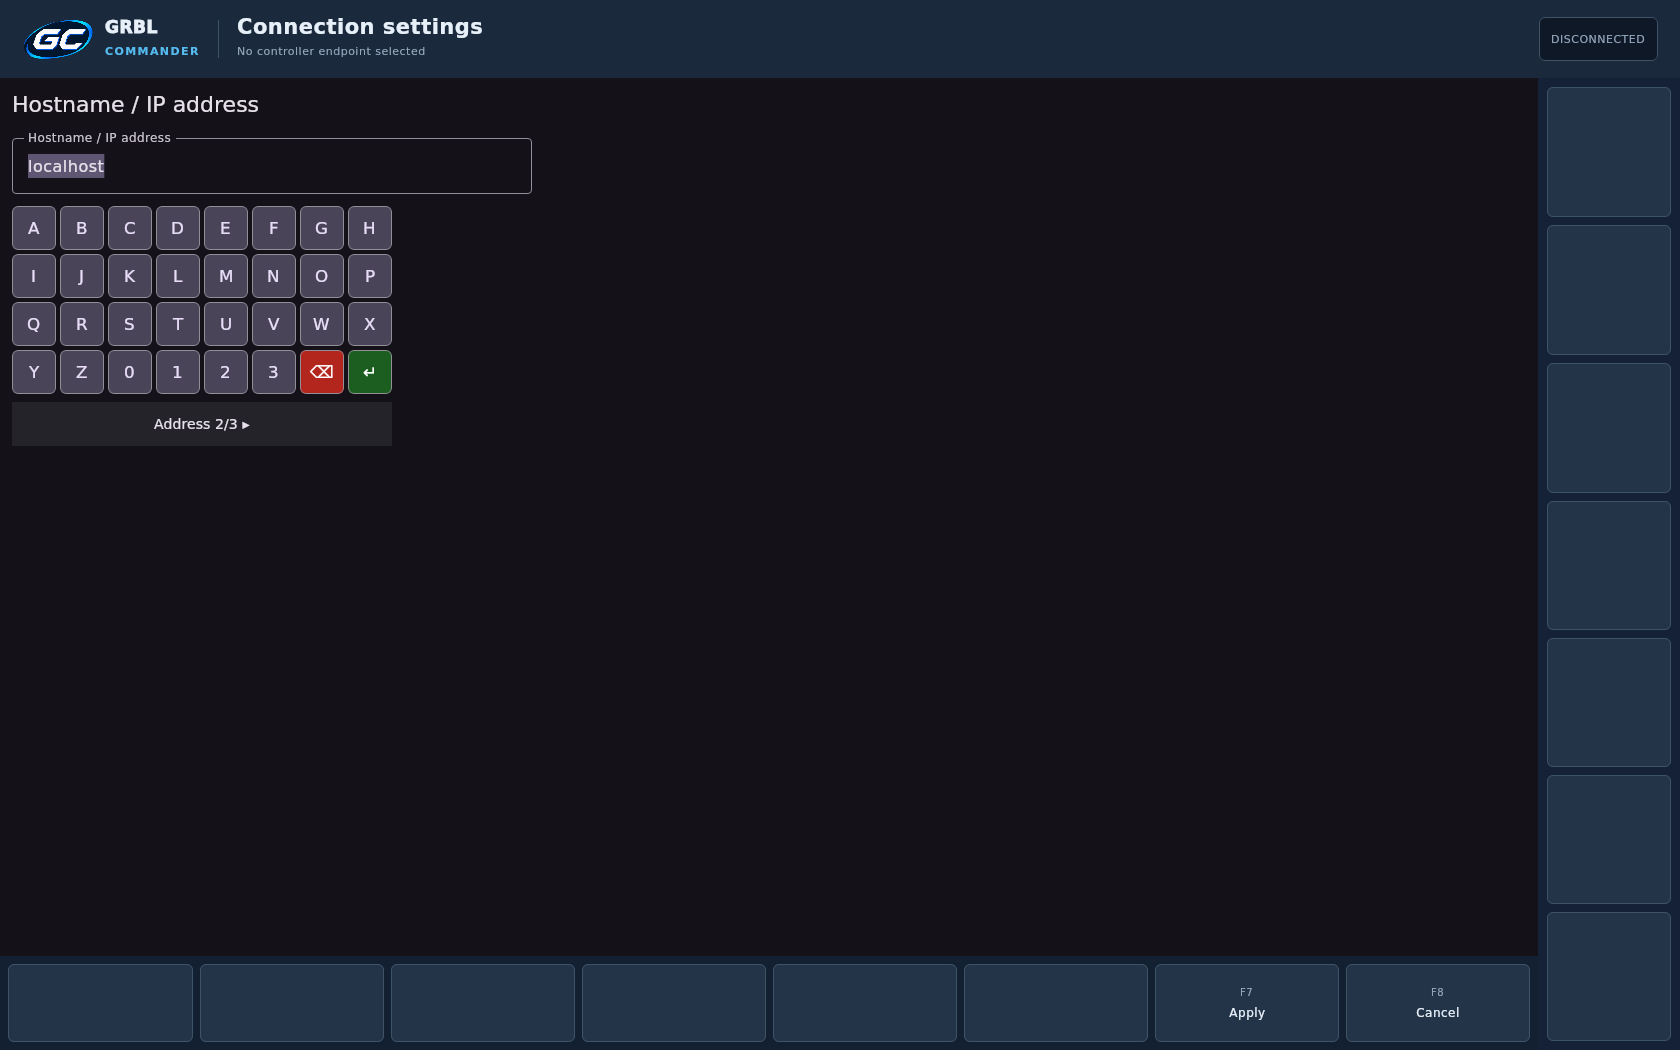 GC
GRBL
COMMANDER
Connection settings
No controller endpoint selected
DISCONNECTED
Hostname / IP address
Hostname / IP address
localhost
A B C D E F G H
I J K L M N O P
Q R S T U V W X
Y Z 0 1 2 3 ⌫ ↵
Address 2/3 ▸
F7
Apply
F8
Cancel